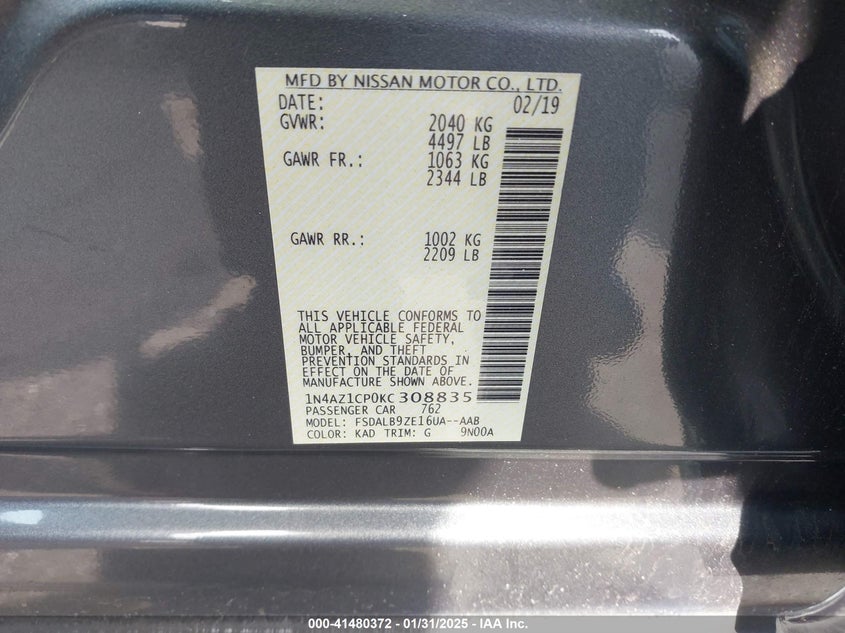 MFD BY NISSAN MOTOR CO., LTD.
DATE: 02/19
GVWR: 2040 KG
4497 LB
GAWR FR.: 1063 KG
2344 LB
GAWR RR.: 1002 KG
2209 LB
THIS VEHICLE CONFORMS TO
ALL APPLICABLE FEDERAL
MOTOR VEHICLE SAFETY,
BUMPER, AND THEFT
PREVENTION STANDARDS IN
EFFECT ON THE DATE OF
MANUFACTURE SHOWN ABOVE.
1N4AZ1CP0KC308835
PASSENGER CAR 762
MODEL: FSDALB9ZE16UA--AAB
COLOR: KAD TRIM: G 9N00A
000-41480372 - 01/31/2025 - IAA Inc.